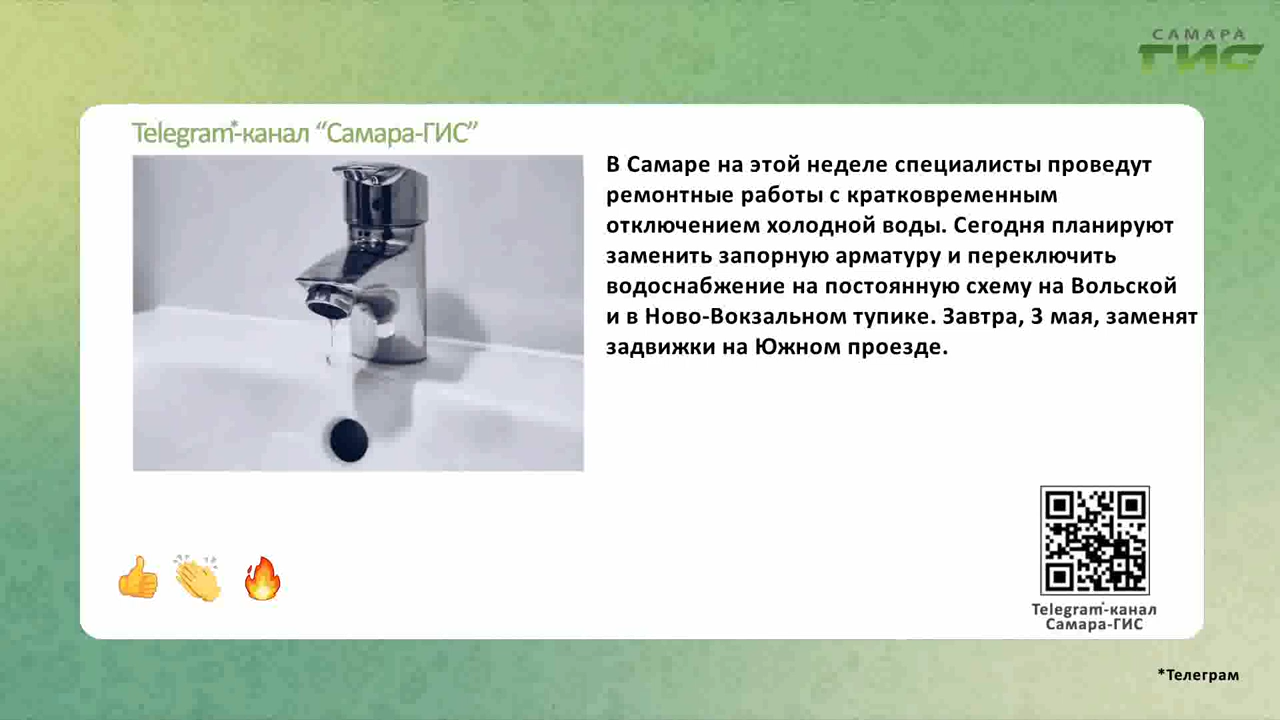 САМАРА
ГИС
Telegram*-канал “Самара-ГИС”
В Самаре на этой неделе специалисты проведут
ремонтные работы с кратковременным
отключением холодной воды. Сегодня планируют
заменить запорную арматуру и переключить
водоснабжение на постоянную схему на Вольской
и в Ново-Вокзальном тупике. Завтра, 3 мая, заменят
задвижки на Южном проезде.
Telegram*-канал
Самара-ГИС
*Телеграм